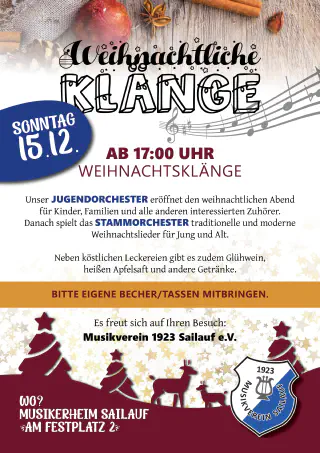 Weihnachtliche
KLÄNGE
SONNTAG
15.12.
AB 17:00 UHR
WEIHNACHTSKLÄNGE
Unser JUGENDORCHESTER eröffnet den weihnachtlichen Abend
für Kinder, Familien und alle anderen interessierten Zuhörer.
Danach spielt das STAMMORCHESTER traditionelle und moderne
Weihnachtslieder für Jung und Alt.
Neben köstlichen Leckereien gibt es zudem Glühwein,
heißen Apfelsaft und andere Getränke.
BITTE EIGENE BECHER/TASSEN MITBRINGEN.
Es freut sich auf Ihren Besuch:
Musikverein 1923 Sailauf e.V.
1923
MUSIKVEREIN SAILAUF
WO?
MUSIKERHEIM SAILAUF
*AM FESTPLATZ 2*